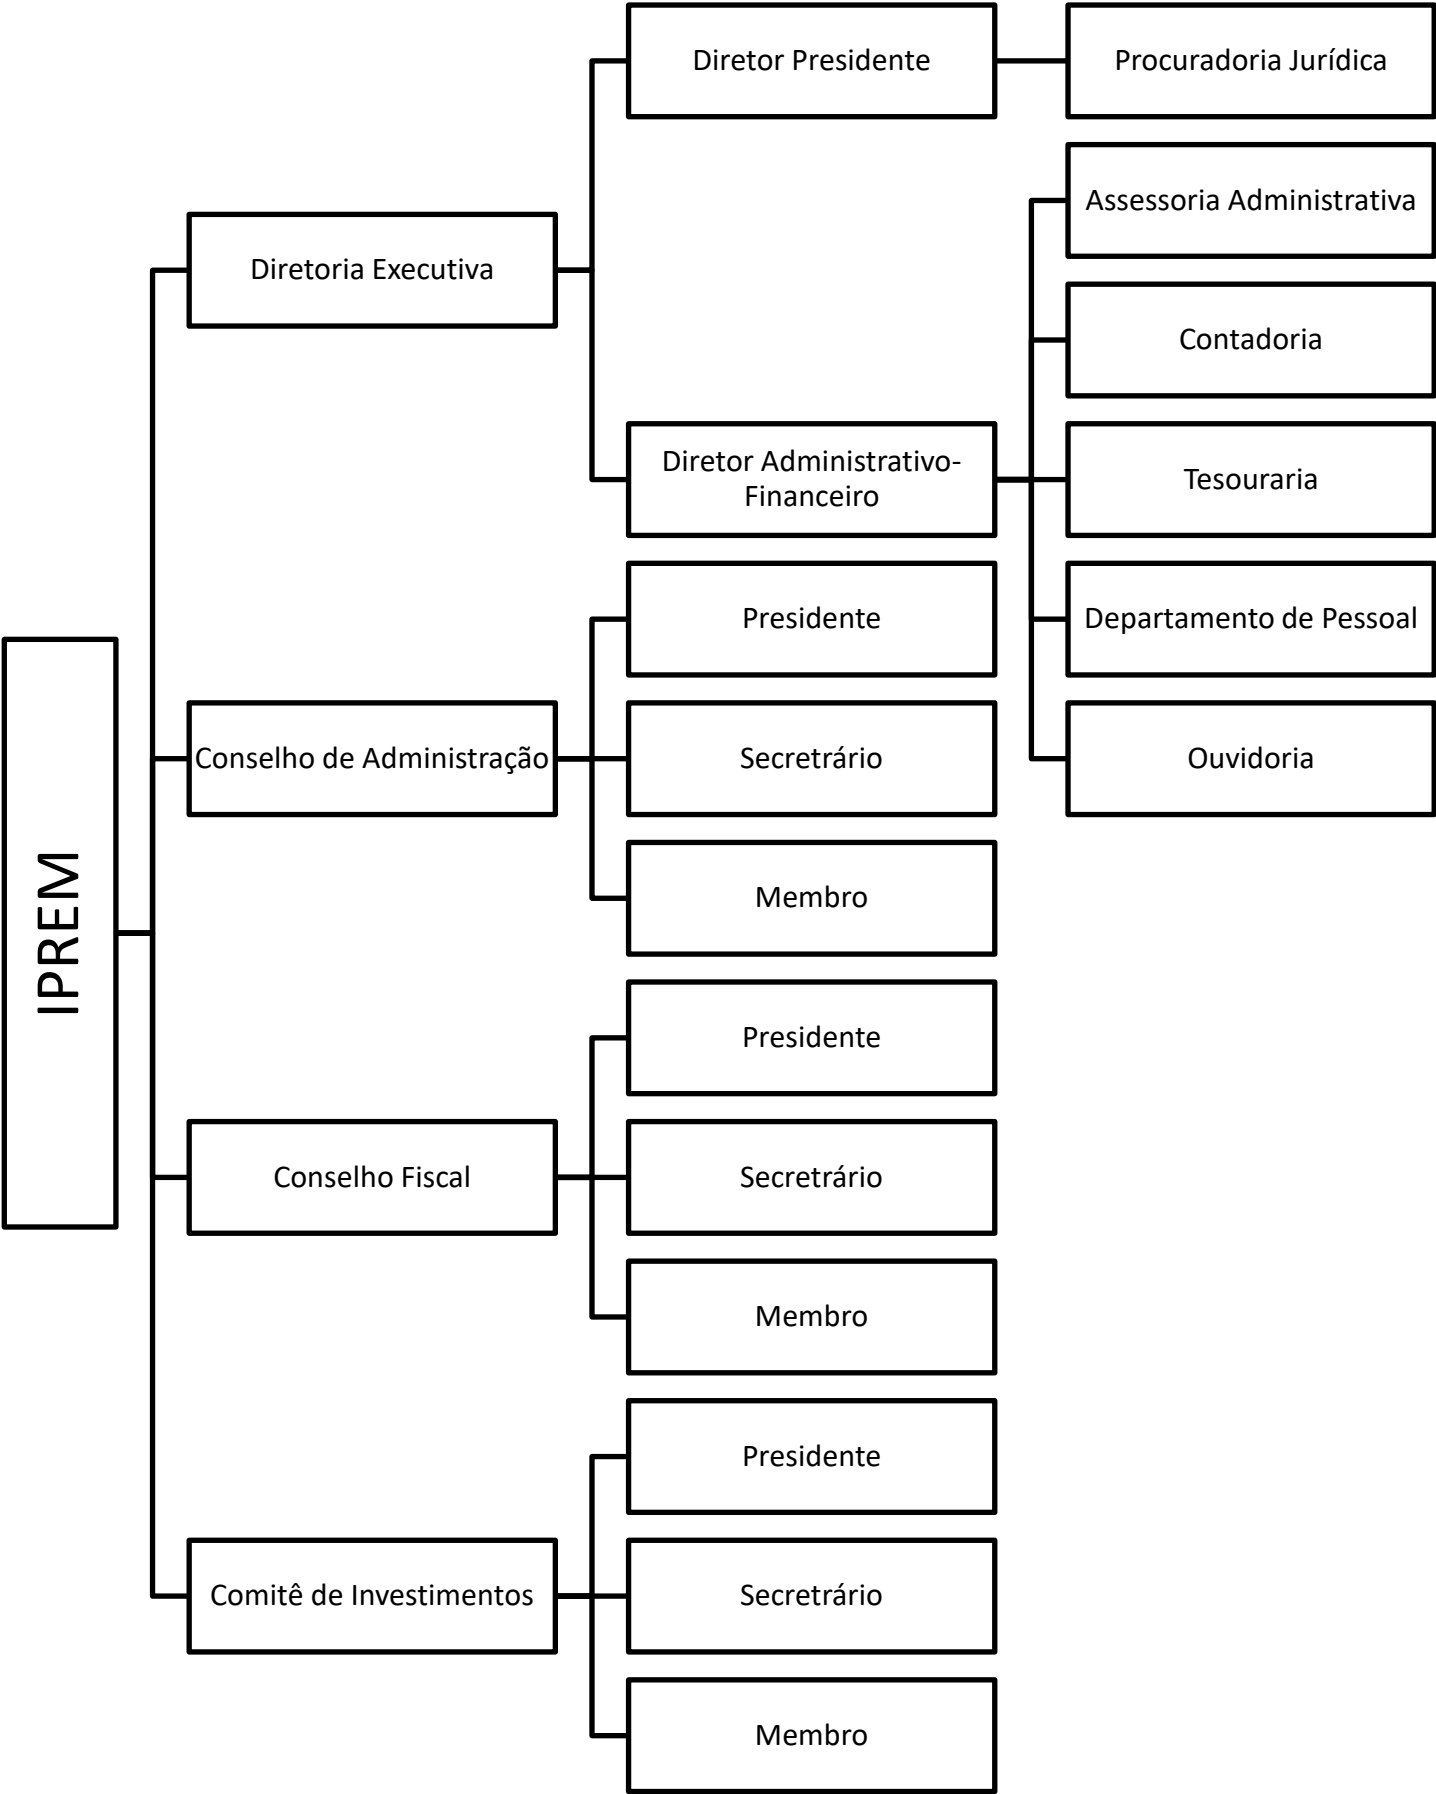 IPREM
Diretoria Executiva
Diretor Presidente
Procuradoria Jurídica
Diretor Administrativo-
Financeiro
Assessoria Administrativa
Contadoria
Tesouraria
Departamento de Pessoal
Ouvidoria
Conselho de Administração
Presidente
Secretrário
Membro
Conselho Fiscal
Presidente
Secretrário
Membro
Comitê de Investimentos
Presidente
Secretrário
Membro